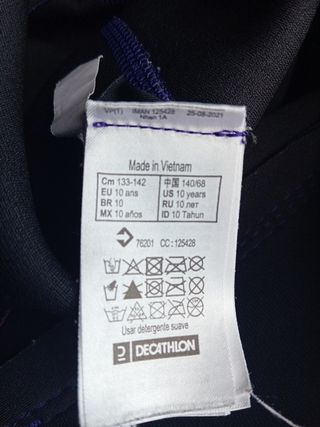 VP(T) IMAN 125428 25-08-2021
Nhan 1A
Made in Vietnam
Cm 133-142 中国 140/68
EU 10 ans US 10 years
BR 10 RU 10 лет
MX 10 años ID 10 Tahun
76201 CC:125428
Usar detergente suave
DECATHLON